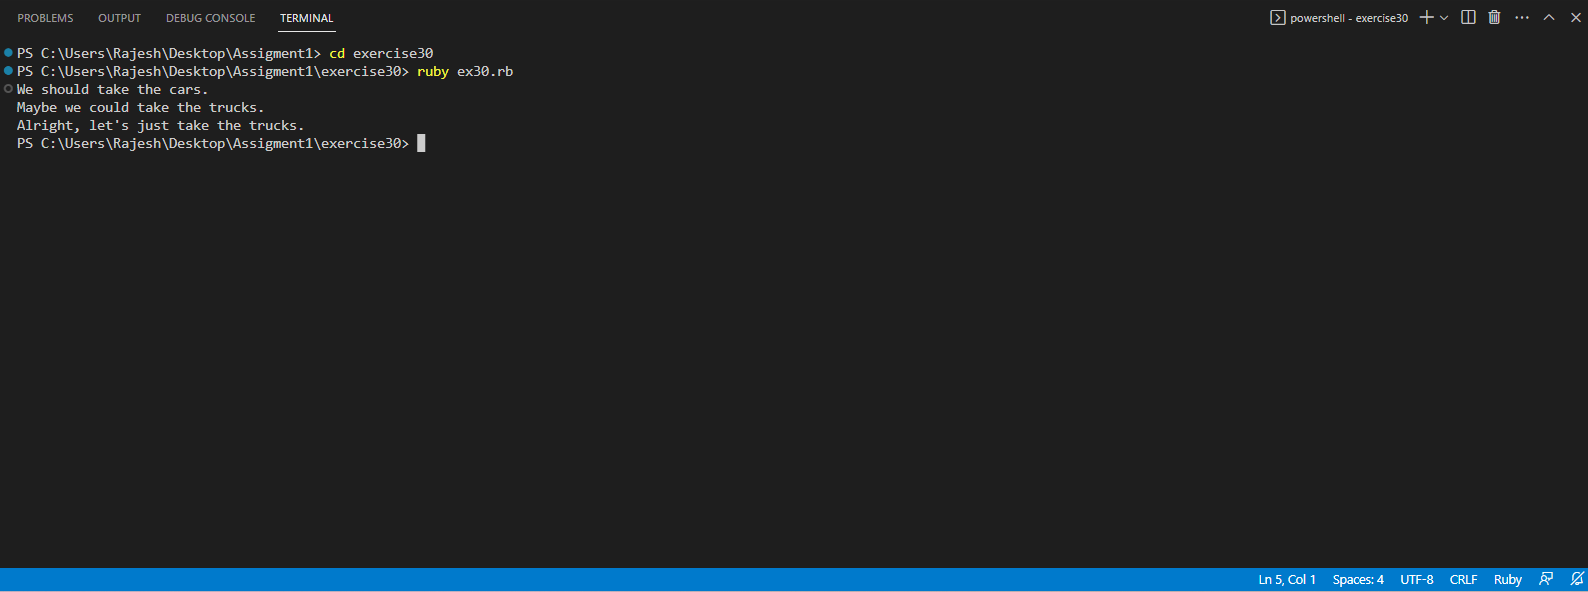 PROBLEMS OUTPUT DEBUG CONSOLE TERMINAL powershell - exercise30
PS C:\Users\Rajesh\Desktop\Assigment1> cd exercise30
PS C:\Users\Rajesh\Desktop\Assigment1\exercise30> ruby ex30.rb
We should take the cars.
Maybe we could take the trucks.
Alright, let's just take the trucks.
PS C:\Users\Rajesh\Desktop\Assigment1\exercise30>
Ln 5, Col 1 Spaces: 4 UTF-8 CRLF Ruby